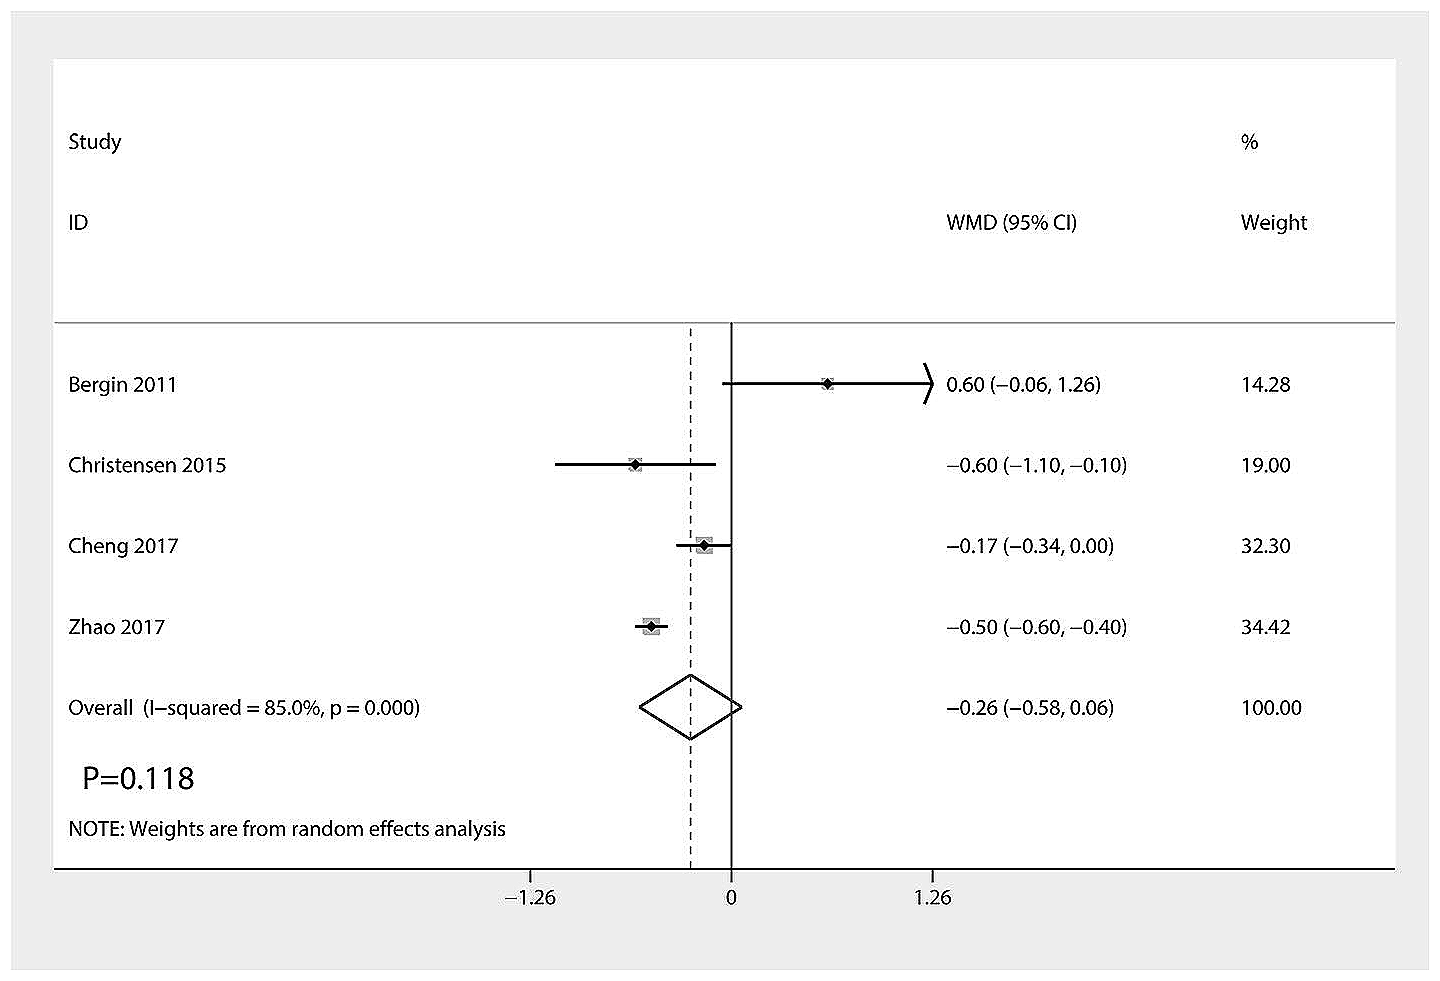 Study %
ID WMD (95% CI) Weight
Bergin 2011 0.60 (−0.06, 1.26) 14.28
Christensen 2015 −0.60 (−1.10, −0.10) 19.00
Cheng 2017 −0.17 (−0.34, 0.00) 32.30
Zhao 2017 −0.50 (−0.60, −0.40) 34.42
Overall (I−squared = 85.0%, p = 0.000) −0.26 (−0.58, 0.06) 100.00
P=0.118
NOTE: Weights are from random effects analysis
−1.26 0 1.26